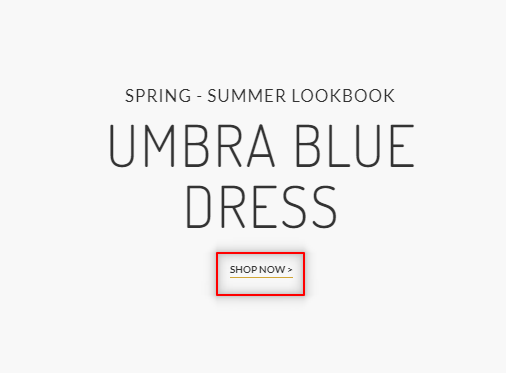 SPRING - SUMMER LOOKBOOK
UMBRA BLUE
DRESS
SHOP NOW >